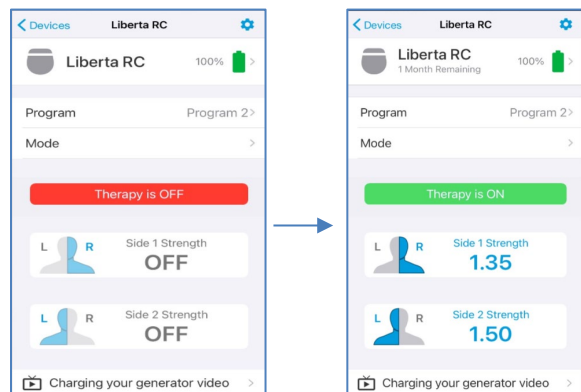 Devices Liberta RC
Liberta RC 100%
Program Program 2
Mode
Therapy is OFF
L R Side 1 Strength
OFF
L R Side 2 Strength
OFF
Charging your generator video
Devices Liberta RC
Liberta RC 100%
1 Month Remaining
Program Program 2
Mode
Therapy is ON
L R Side 1 Strength
1.35
L R Side 2 Strength
1.50
Charging your generator video